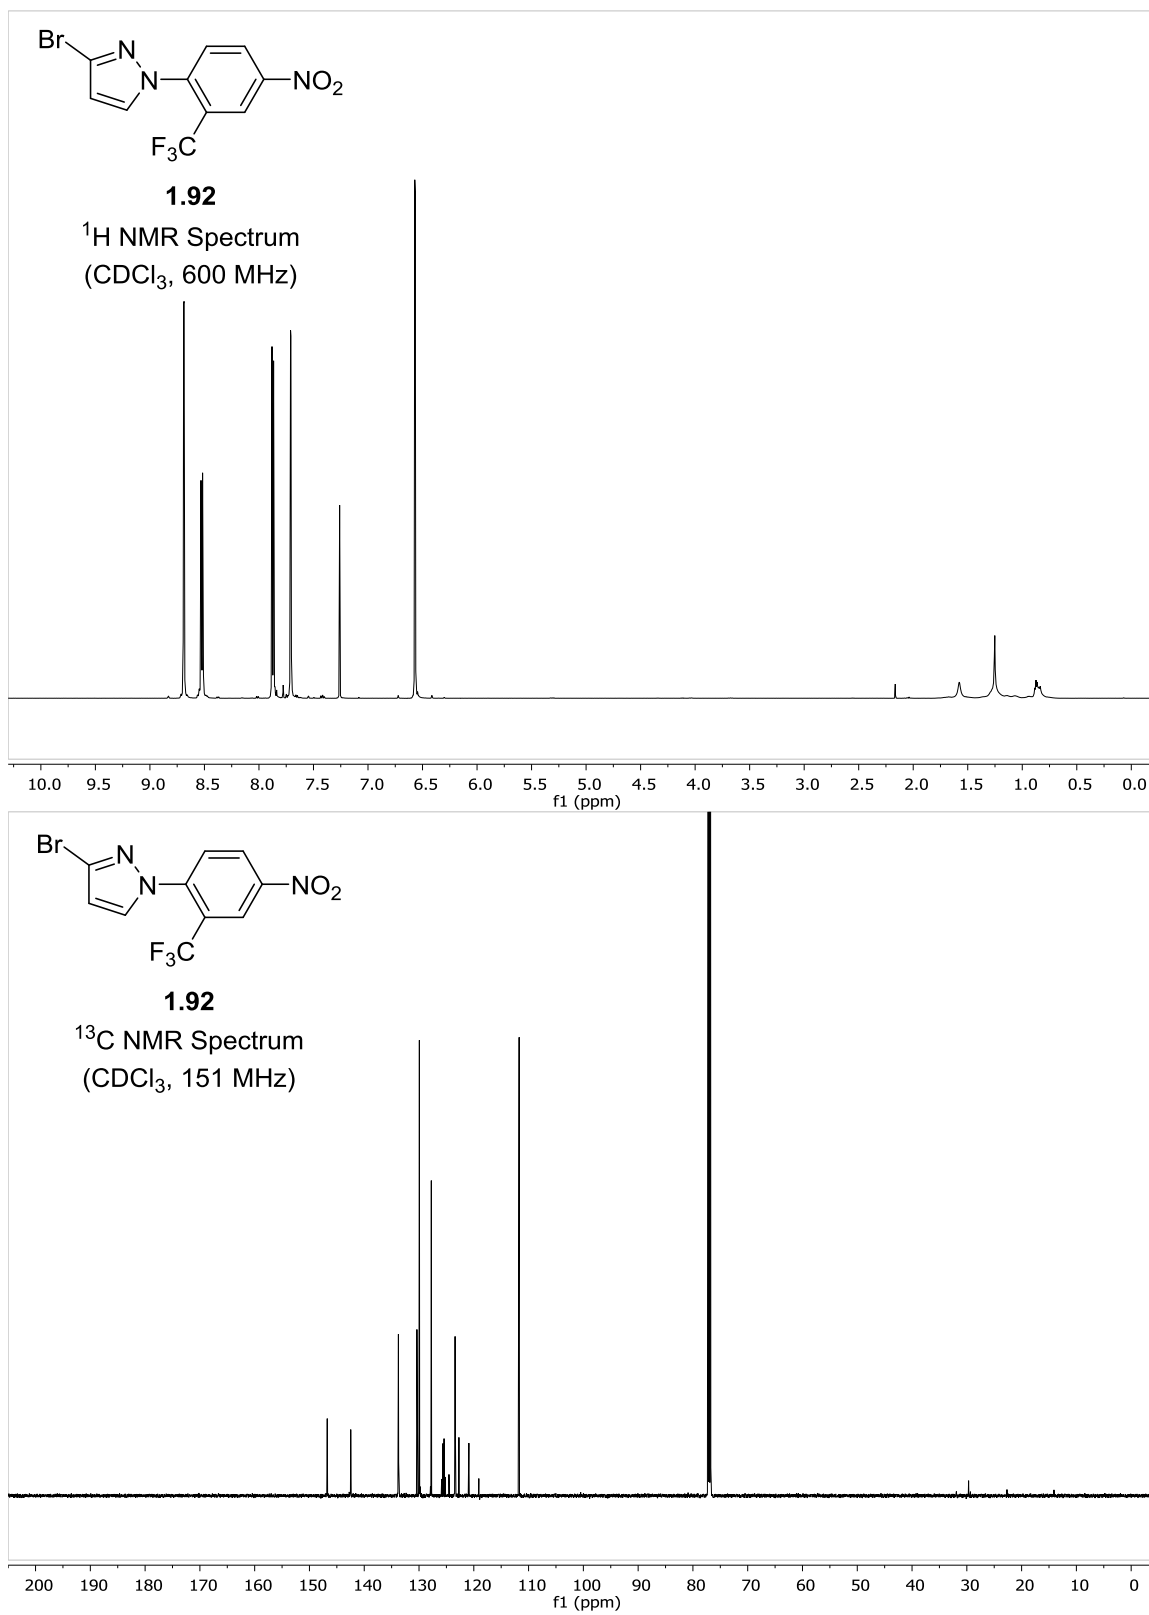 Br
N
N
NO₂
F₃C
1.92
¹H NMR Spectrum
(CDCl₃, 600 MHz)
10.0 9.5 9.0 8.5 8.0 7.5 7.0 6.5 6.0 5.5 5.0 4.5 4.0 3.5 3.0 2.5 2.0 1.5 1.0 0.5 0.0
f1 (ppm)
Br
N
N
NO₂
F₃C
1.92
¹³C NMR Spectrum
(CDCl₃, 151 MHz)
200 190 180 170 160 150 140 130 120 110 100 90 80 70 60 50 40 30 20 10 0
f1 (ppm)